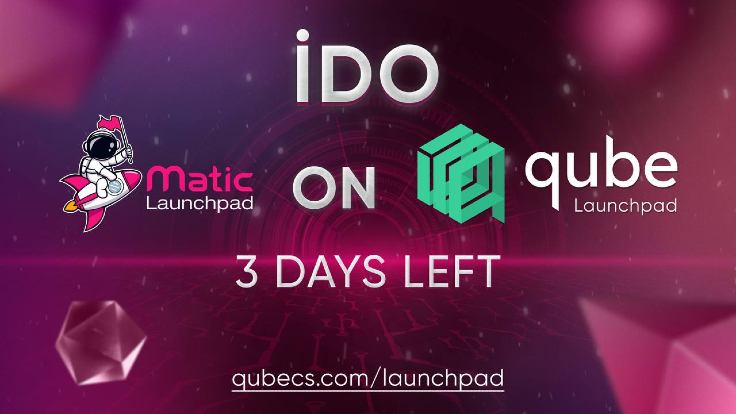 İDO
Matic
Launchpad
ON
qube
Launchpad
3 DAYS LEFT
qubecs.com/launchpad